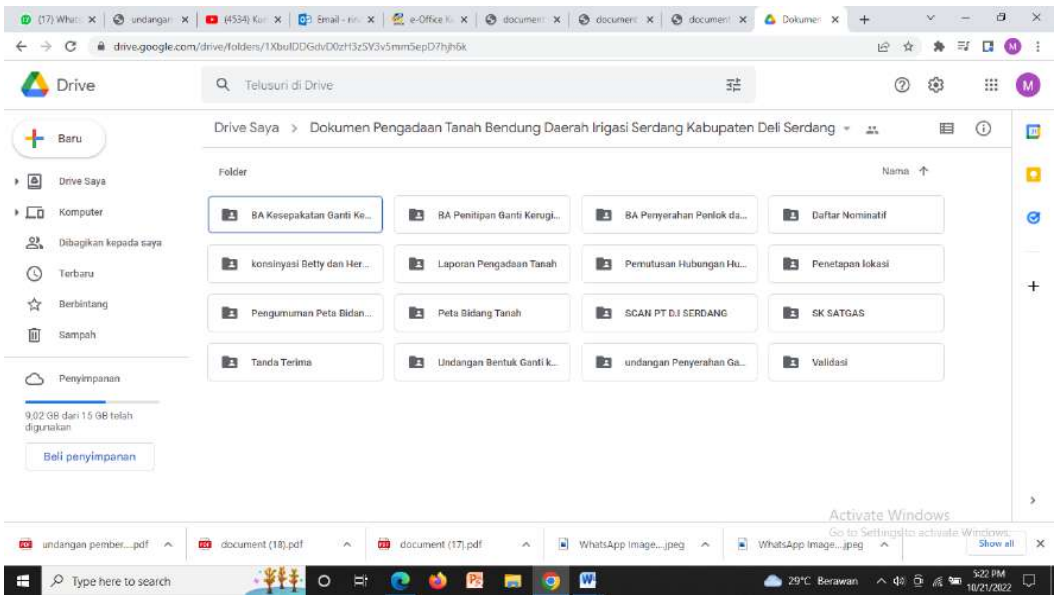 (17) Whats
undangan
(4534) Kur
Email - rin
e-Office K
document
document
document
Dokumen
drive.google.com/drive/folders/1XbulDDGdvD0zH3zSV3v5mmSepD7hjh6k
M
Drive
Telusuri di Drive
M
Baru
Drive Saya > Dokumen Pengadaan Tanah Bendung Daerah Irigasi Serdang Kabupaten Deli Serdang
Drive Saya
Komputer
Dibagikan kepada saya
Terbaru
Berbintang
Sampah
Penyimpanan
9,02 GB dari 15 GB telah
digunakan
Beli penyimpanan
Folder
Nama
BA Kesepakatan Ganti Ke...
BA Penitipan Ganti Kerugi...
BA Penyerahan Penlok da...
Daftar Nominatif
konsinyasi Betty dan Her...
Laporan Pengadaan Tanah
Pemutusan Hubungan Hu...
Penetapan lokasi
Pengumuman Peta Bidan...
Peta Bidang Tanah
SCAN PT D.I SERDANG
SK SATGAS
Tanda Terima
Undangan Bentuk Ganti k...
undangan Penyerahan Ga...
Validasi
Activate Windows
Go to Settings to activate Windows.
undangan pember....pdf
document (18).pdf
document (17).pdf
WhatsApp Image....jpeg
WhatsApp Image....jpeg
Show all
Type here to search
29°C Berawan
5:22 PM
10/21/2022